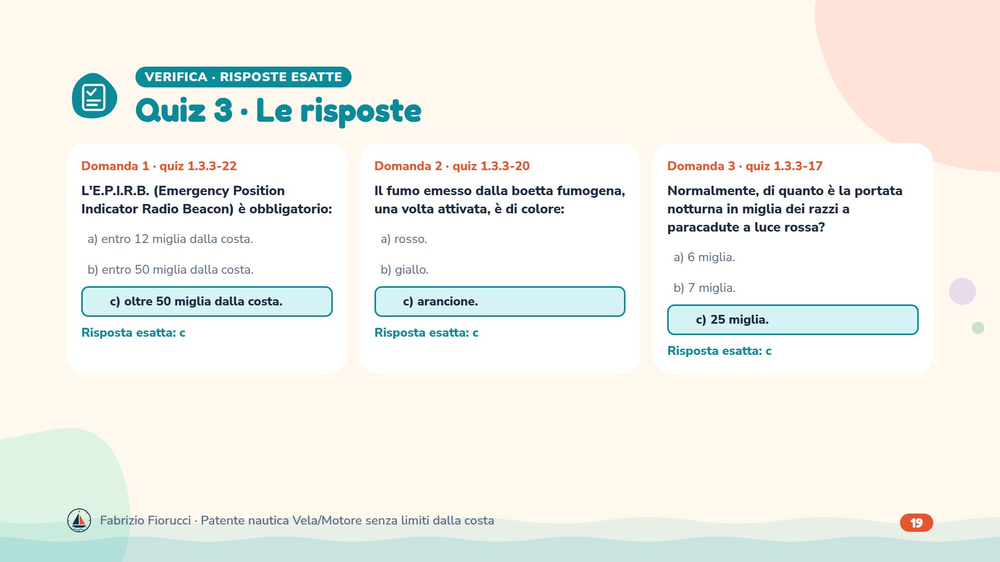 VERIFICA · RISPOSTE ESATTE
Quiz 3 · Le risposte
Domanda 1 · quiz 1.3.3-22
L'E.P.I.R.B. (Emergency Position
Indicator Radio Beacon) è obbligatorio:
a) entro 12 miglia dalla costa.
b) entro 50 miglia dalla costa.
c) oltre 50 miglia dalla costa.
Risposta esatta: c
Domanda 2 · quiz 1.3.3-20
Il fumo emesso dalla boetta fumogena,
una volta attivata, è di colore:
a) rosso.
b) giallo.
c) arancione.
Risposta esatta: c
Domanda 3 · quiz 1.3.3-17
Normalmente, di quanto è la portata
notturna in miglia dei razzi a
paracadute a luce rossa?
a) 6 miglia.
b) 7 miglia.
c) 25 miglia.
Risposta esatta: c
Fabrizio Fiorucci · Patente nautica Vela/Motore senza limiti dalla costa
19